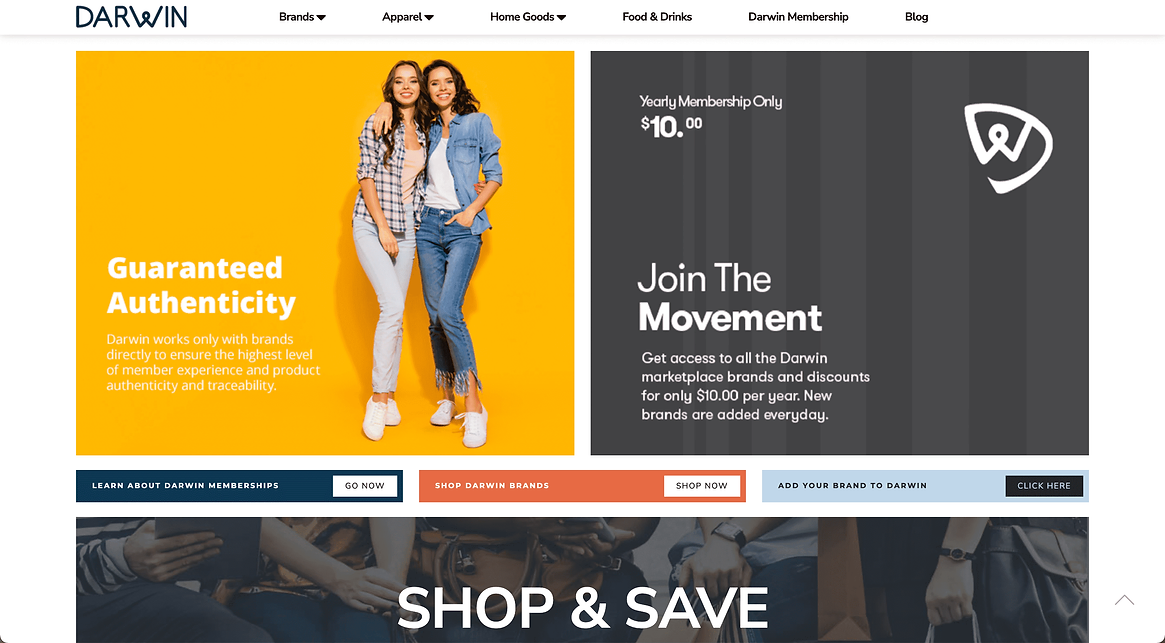 DARWIN
Brands
Apparel
Home Goods
Food & Drinks
Darwin Membership
Blog
Guaranteed
Authenticity
Darwin works only with brands
directly to ensure the highest level
of member experience and product
authenticity and traceability.
Yearly Membership Only
$10.00
Join The
Movement
Get access to all the Darwin
marketplace brands and discounts
for only $10.00 per year. New
brands are added everyday.
LEARN ABOUT DARWIN MEMBERSHIPS
GO NOW
SHOP DARWIN BRANDS
SHOP NOW
ADD YOUR BRAND TO DARWIN
CLICK HERE
SHOP & SAVE